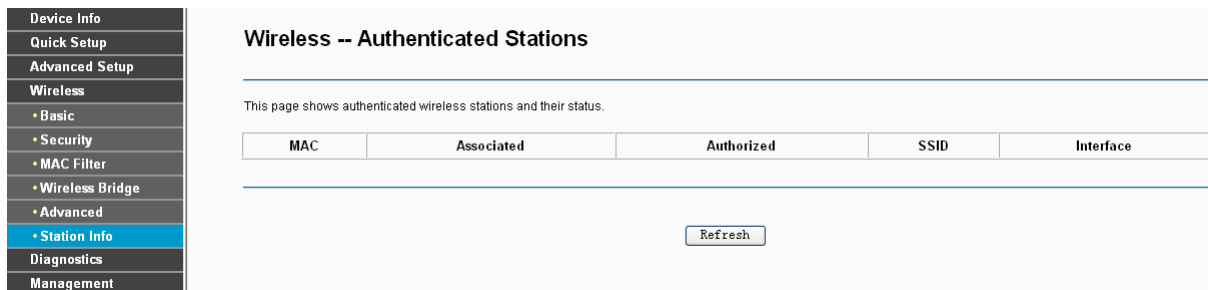 Device Info
Quick Setup
Advanced Setup
Wireless
Basic
Security
MAC Filter
Wireless Bridge
Advanced
Station Info
Diagnostics
Management
Wireless -- Authenticated Stations
This page shows authenticated wireless stations and their status.
MAC Associated Authorized SSID Interface
Refresh